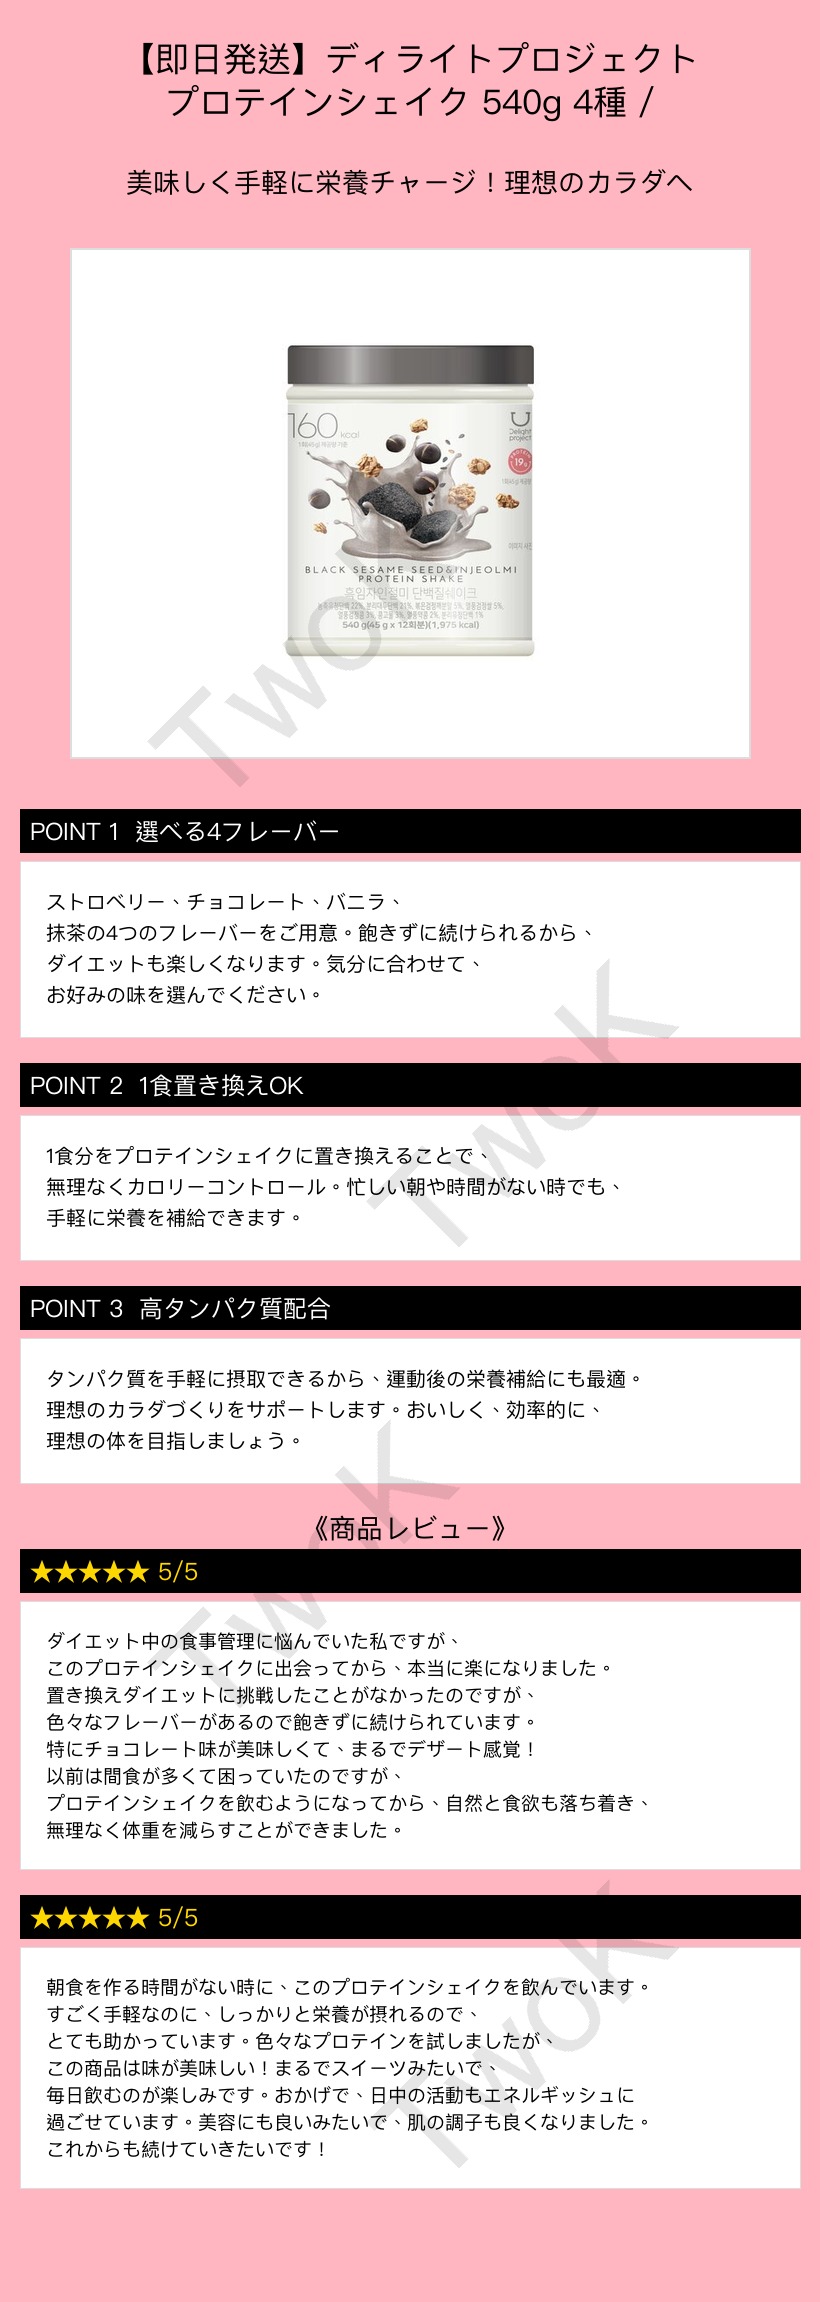 【即日発送】ディライトプロジェクト
プロテインシェイク 540g 4種 /
美味しく手軽に栄養チャージ！理想のカラダへ
160 kcal
Delight
project
PROTEIN
19g
이미지 사진
BLACK SESAME SEED&INJEOLMI
PROTEIN SHAKE
흑임자인절미 단백질쉐이크
540 g(45 g x 12회분)(1,975 kcal)
TwoK
POINT 1 選べる4フレーバー
ストロベリー、チョコレート、バニラ、
抹茶の4つのフレーバーをご用意。飽きずに続けられるから、
ダイエットも楽しくなります。気分に合わせて、
お好みの味を選んでください。
TwoK
POINT 2 1食置き換えOK
1食分をプロテインシェイクに置き換えることで、
無理なくカロリーコントロール。忙しい朝や時間がない時でも、
手軽に栄養を補給できます。
POINT 3 高タンパク質配合
タンパク質を手軽に摂取できるから、運動後の栄養補給にも最適。
理想のカラダづくりをサポートします。おいしく、効率的に、
理想の体を目指しましょう。
TwoK
《商品レビュー》
★★★★★ 5/5
ダイエット中の食事管理に悩んでいた私ですが、
このプロテインシェイクに出会ってから、本当に楽になりました。
置き換えダイエットに挑戦したことがなかったのですが、
色々なフレーバーがあるので飽きずに続けられています。
特にチョコレート味が美味しくて、まるでデザート感覚！
以前は間食が多くて困っていたのですが、
プロテインシェイクを飲むようになってから、自然と食欲も落ち着き、
無理なく体重を減らすことができました。
★★★★★ 5/5
朝食を作る時間がない時に、このプロテインシェイクを飲んでいます。
すごく手軽なのに、しっかりと栄養が摂れるので、
とても助かっています。色々なプロテインを試しましたが、
この商品は味が美味しい！まるでスイーツみたいで、
毎日飲むのが楽しみです。おかげで、日中の活動もエネルギッシュに
過ごせています。美容にも良いみたいで、肌の調子も良くなりました。
これからも続けていきたいです！
TwoK